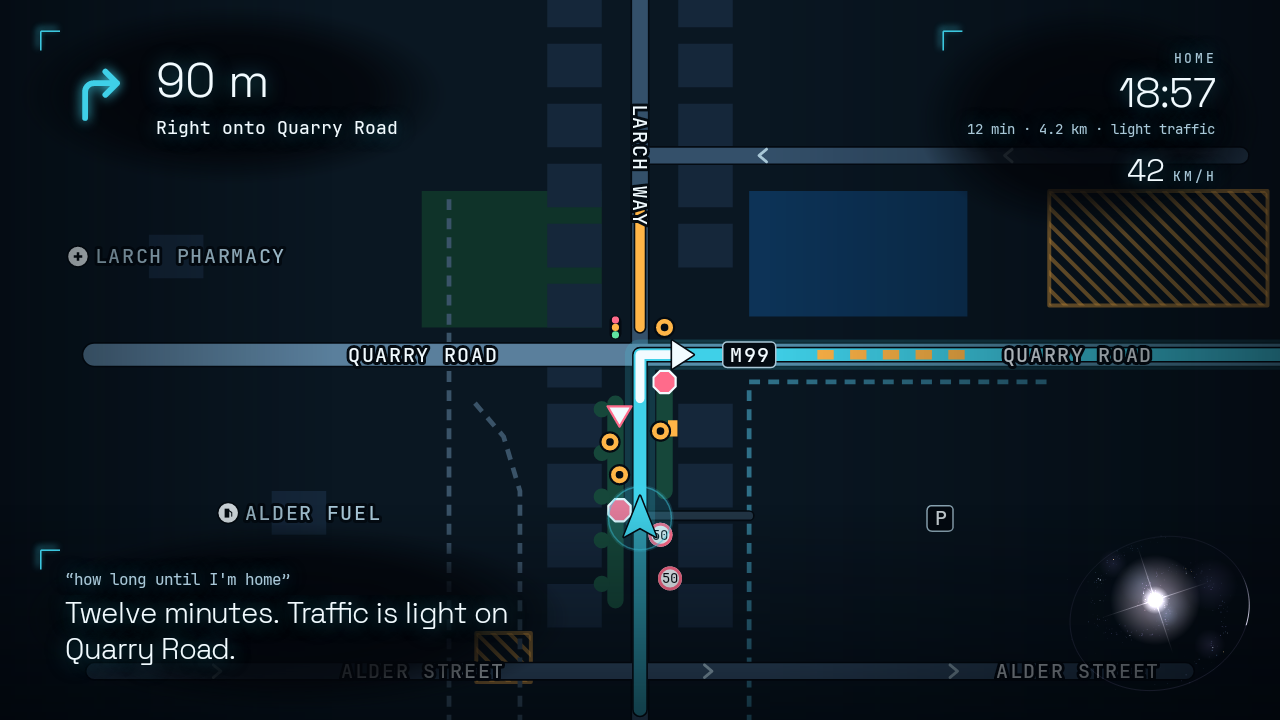 90 m
Right onto Quarry Road
HOME
18:57
12 min · 4.2 km · light traffic
42 KM/H
LARCH WAY
LARCH PHARMACY
QUARRY ROAD
M99
QUARRY ROAD
ALDER FUEL
P
50
50
“how long until I'm home”
Twelve minutes. Traffic is light on
Quarry Road.
ALDER STREET
ALDER STREET